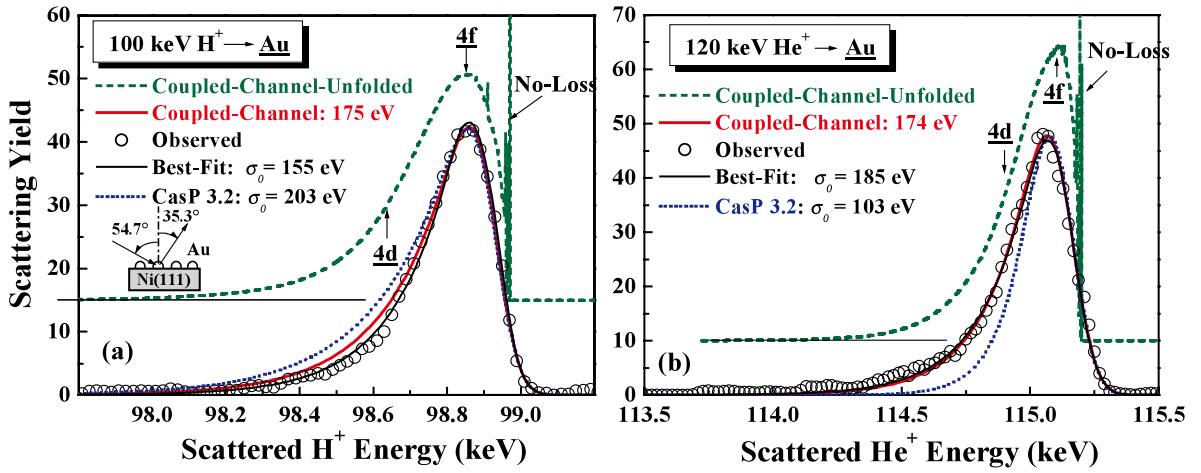 100 keV H⁺ → Au
Coupled-Channel-Unfolded
Coupled-Channel: 175 eV
Observed
Best-Fit: σ₀ = 155 eV
CasP 3.2: σ₀ = 203 eV
4f
No-Loss
4d
54.7°
35.3°
Au
Ni(111)
(a)
Scattering Yield
60
50
40
30
20
10
0
98.0 98.2 98.4 98.6 98.8 99.0
Scattered H⁺ Energy (keV)
120 keV He⁺ → Au
No-Loss
Coupled-Channel-Unfolded
4f
Coupled-Channel: 174 eV
Observed
4d
Best-Fit: σ₀ = 185 eV
CasP 3.2: σ₀ = 103 eV
(b)
70
60
50
40
30
20
10
0
113.5 114.0 114.5 115.0 115.5
Scattered He⁺ Energy (keV)